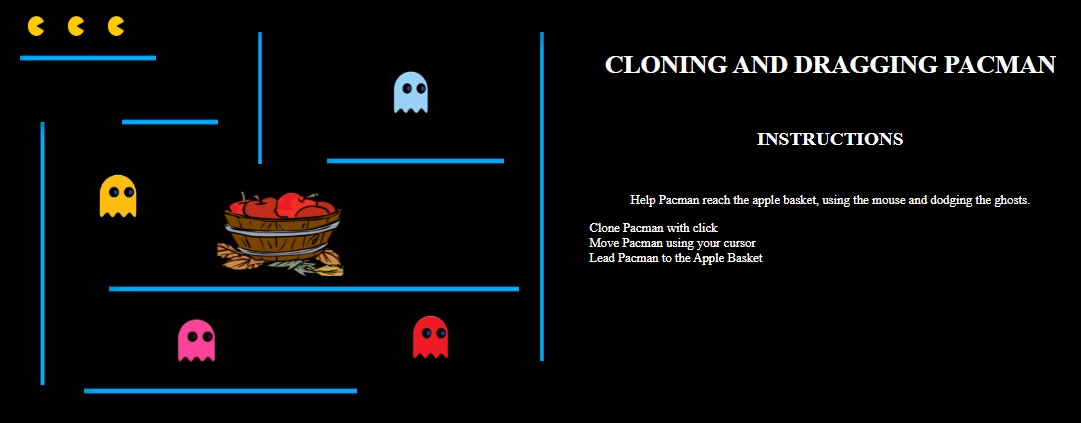 CLONING AND DRAGGING PACMAN
INSTRUCTIONS
Help Pacman reach the apple basket, using the mouse and dodging the ghosts.
Clone Pacman with click
Move Pacman using your cursor
Lead Pacman to the Apple Basket